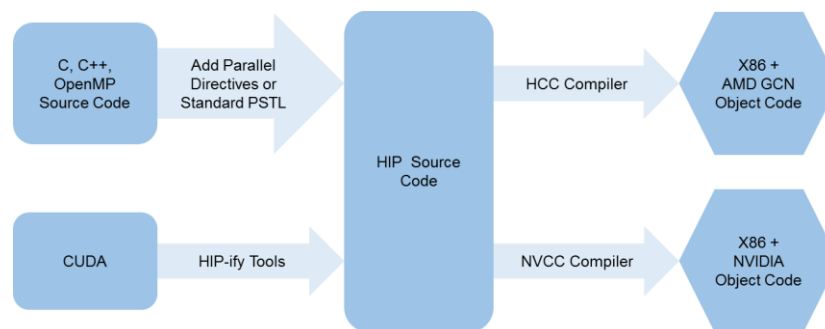 C, C++,
OpenMP
Source Code
Add Parallel
Directives or
Standard PSTL
HIP Source
Code
HCC Compiler
X86 +
AMD GCN
Object Code
CUDA
HIP-ify Tools
NVCC Compiler
X86 +
NVIDIA
Object Code